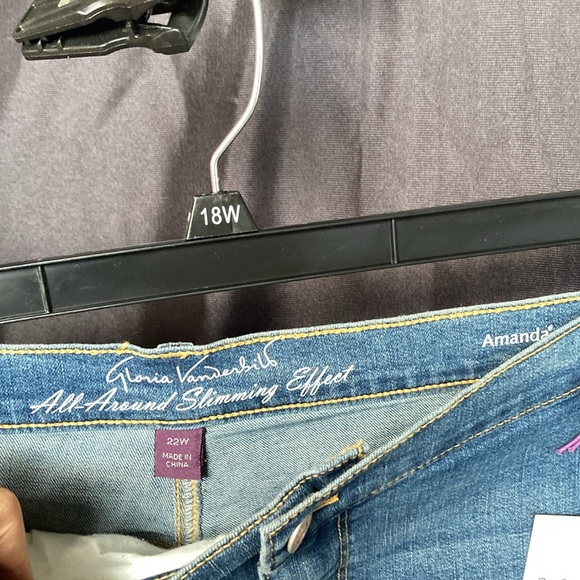 18W
Amanda
Gloria Vanderbilt
All-Around Slimming Effect
22W
MADE IN
CHINA